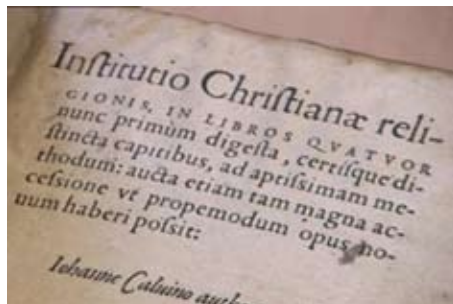 Inſtitutio Chriſtianæ reli-
GIONIS, IN LIBROS QVATVOR
nunc primùm digeſta, certíſque di-
ſtincta capitibus, ad aptiſſimam me-
thodum: aucta etiam tam magna ac-
ceſſione vt propemodum opus no-
uum haberi poſsit:
Iohanne Caluino autho